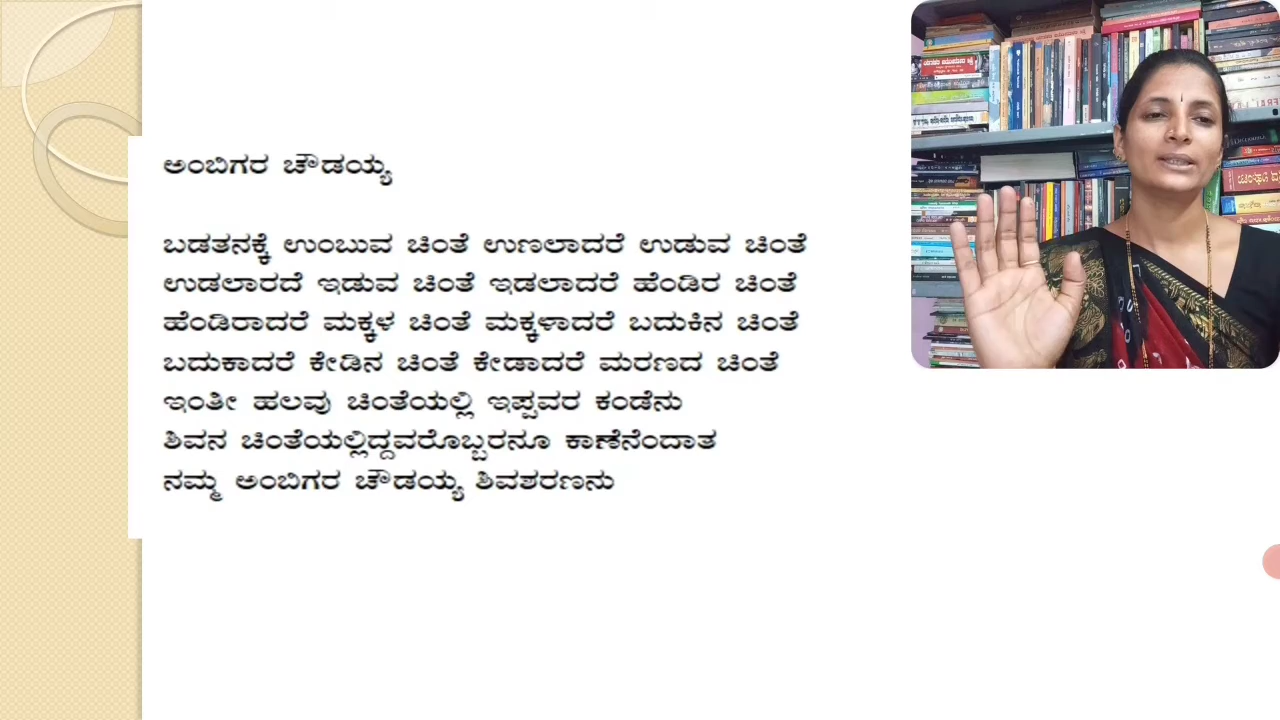 ಅಂಬಿಗರ ಚೌಡಯ್ಯ
ಬಡತನಕ್ಕೆ ಉಂಬುವ ಚಿಂತೆ ಉಣಲಾದರೆ ಉಡುವ ಚಿಂತೆ
ಉಡಲಾರದೆ ಇಡುವ ಚಿಂತೆ ಇಡಲಾದರೆ ಹೆಂಡಿರ ಚಿಂತೆ
ಹೆಂಡಿರಾದರೆ ಮಕ್ಕಳ ಚಿಂತೆ ಮಕ್ಕಳಾದರೆ ಬದುಕಿನ ಚಿಂತೆ
ಬದುಕಾದರೆ ಕೇಡಿನ ಚಿಂತೆ ಕೇಡಾದರೆ ಮರಣದ ಚಿಂತೆ
ಇಂತೀ ಹಲವು ಚಿಂತೆಯಲ್ಲಿ ಇಪ್ಪವರ ಕಂಡೆನು
ಶಿವನ ಚಿಂತೆಯಲ್ಲಿದ್ದವರೊಬ್ಬರನೂ ಕಾಣೆನೆಂದಾತ
ನಮ್ಮ ಅಂಬಿಗರ ಚೌಡಯ್ಯ ಶಿವಶರಣನು